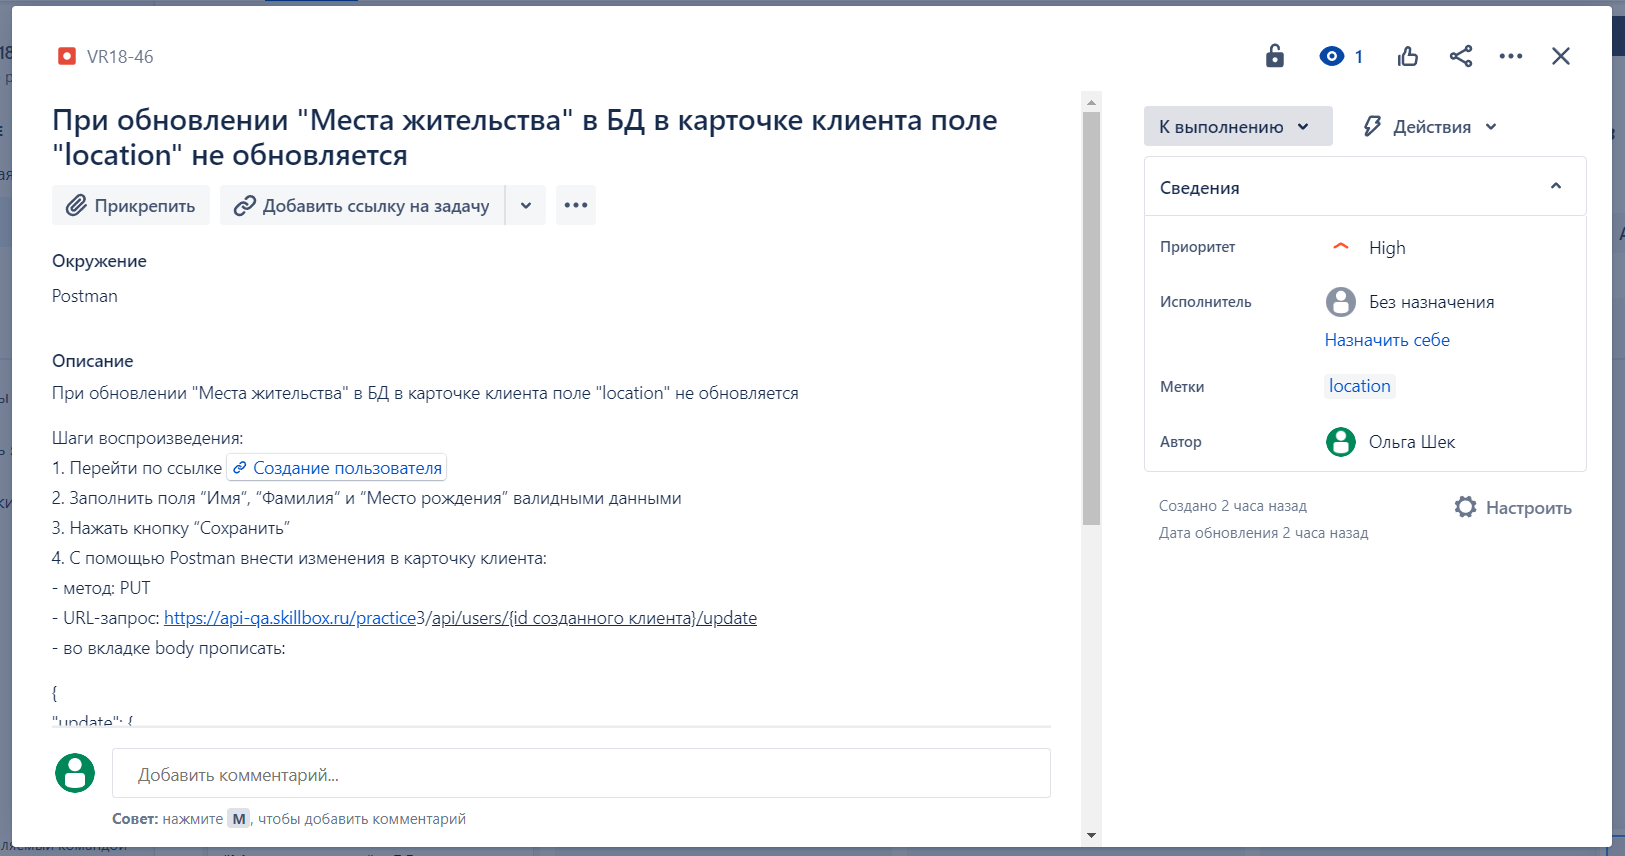 VR18-46
1
При обновлении "Места жительства" в БД в карточке клиента поле
"location" не обновляется
Прикрепить
Добавить ссылку на задачу
Окружение
Postman
Описание
При обновлении "Места жительства" в БД в карточке клиента поле "location" не обновляется
Шаги воспроизведения:
1. Перейти по ссылке Создание пользователя
2. Заполнить поля “Имя“, “Фамилия“ и “Место рождения” валидными данными
3. Нажать кнопку “Сохранить”
4. С помощью Postman внести изменения в карточку клиента:
- метод: PUT
- URL-запрос: https://api-qa.skillbox.ru/practice3/api/users/{id созданного клиента}/update
- во вкладке body прописать:
{
"update": {
Добавить комментарий...
Совет: нажмите M, чтобы добавить комментарий
К выполнению
Действия
Сведения
Приоритет
High
Исполнитель
Без назначения
Назначить себе
Метки
location
Автор
Ольга Шек
Создано 2 часа назад
Настроить
Дата обновления 2 часа назад